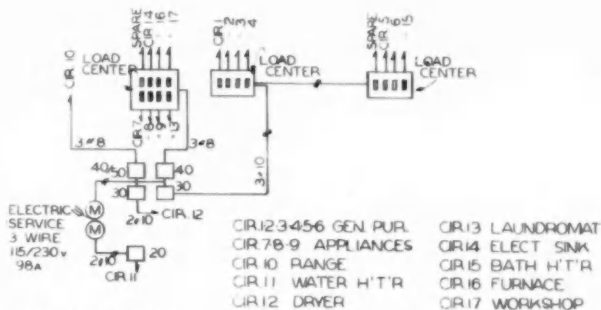 SPARE
CIR. 14
" 16
" 17
LOAD
CENTER
CIR. 10
CIR 7
" 8
" 9
" 13
3#8
3#8
CIR. 1
" 2
" 3
" 4
LOAD
CENTER
SPARE
CIR. 5
" 6
" 15
LOAD
CENTER
3#10
40
50
40
30
30
2#10
CIR. 12
ELECTRIC
SERVICE
3 WIRE
115/230V
98A
M
M
2#10
20
CIR. 11
CIR. 1-2-3-4-5-6 GEN. PUR.
CIR. 7-8-9 APPLIANCES
CIR. 10 RANGE
CIR. 11 WATER H'T'R
CIR. 12 DRYER
CIR. 13 LAUNDROMAT
CIR. 14 ELECT SINK
CIR. 15 BATH H'T'R
CIR. 16 FURNACE
CIR. 17 WORKSHOP